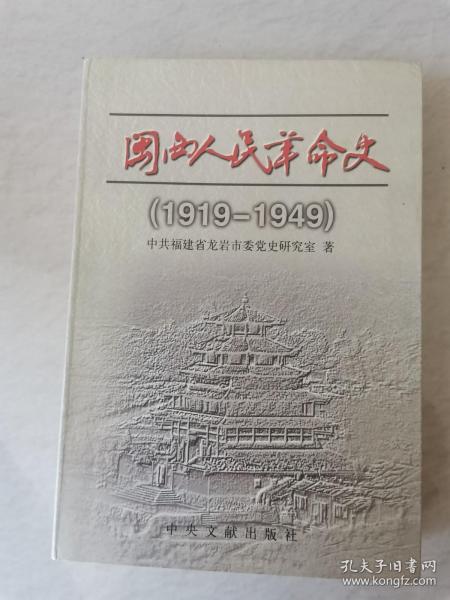 闽西人民革命史
(1919-1949)
中共福建省龙岩市委党史研究室 著
中央文献出版社
孔夫子旧书网
www.kongfz.com